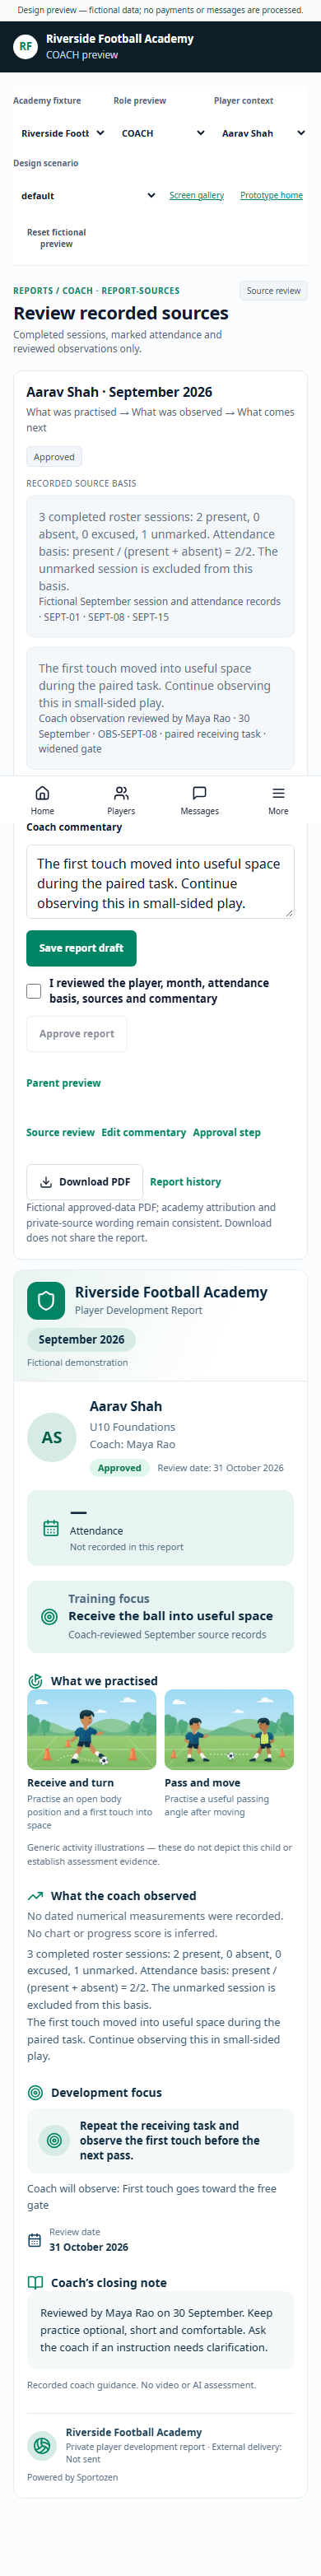 Design preview — fictional data; no payments or messages are processed.
RF
Riverside Football Academy
COACH preview
Academy fixture
Role preview
Player context
Riverside Footb
COACH
Aarav Shah
Design scenario
default
Screen gallery
Prototype home
Reset fictional
preview
REPORTS / COACH · REPORT-SOURCES
Source review
Review recorded sources
Completed sessions, marked attendance and
reviewed observations only.
Aarav Shah · September 2026
What was practised → What was observed → What comes
next
Approved
RECORDED SOURCE BASIS
3 completed roster sessions: 2 present, 0
absent, 0 excused, 1 unmarked. Attendance
basis: present / (present + absent) = 2/2. The
unmarked session is excluded from this
basis.
Fictional September session and attendance records
· SEPT-01 · SEPT-08 · SEPT-15
The first touch moved into useful space
during the paired task. Continue observing
this in small-sided play.
Coach observation reviewed by Maya Rao · 30
September · OBS-SEPT-08 · paired receiving task ·
widened gate
Home
Players
Messages
More
Coach commentary
The first touch moved into useful space
during the paired task. Continue
observing this in small-sided play.
Save report draft
I reviewed the player, month, attendance
basis, sources and commentary
Approve report
Parent preview
Source review
Edit commentary
Approval step
Download PDF
Report history
Fictional approved-data PDF; academy attribution and
private-source wording remain consistent. Download
does not share the report.
Riverside Football Academy
Player Development Report
September 2026
Fictional demonstration
AS
Aarav Shah
U10 Foundations
Coach: Maya Rao
Approved
Review date: 31 October 2026
—
Attendance
Not recorded in this report
Training focus
Receive the ball into useful space
Coach-reviewed September source records
What we practised
Receive and turn
Practise an open body
position and a first touch into
space
Pass and move
Practise a useful passing
angle after moving
Generic activity illustrations — these do not depict this child or
establish assessment evidence.
What the coach observed
No dated numerical measurements were recorded.
No chart or progress score is inferred.
3 completed roster sessions: 2 present, 0 absent, 0
excused, 1 unmarked. Attendance basis: present /
(present + absent) = 2/2. The unmarked session is
excluded from this basis.
The first touch moved into useful space during the
paired task. Continue observing this in small-sided
play.
Development focus
Repeat the receiving task and
observe the first touch before the
next pass.
Coach will observe: First touch goes toward the free
gate
Review date
31 October 2026
Coach's closing note
Reviewed by Maya Rao on 30 September. Keep
practice optional, short and comfortable. Ask
the coach if an instruction needs clarification.
Recorded coach guidance. No video or AI assessment.
Riverside Football Academy
Private player development report · External delivery:
Not sent
Powered by Sportozen